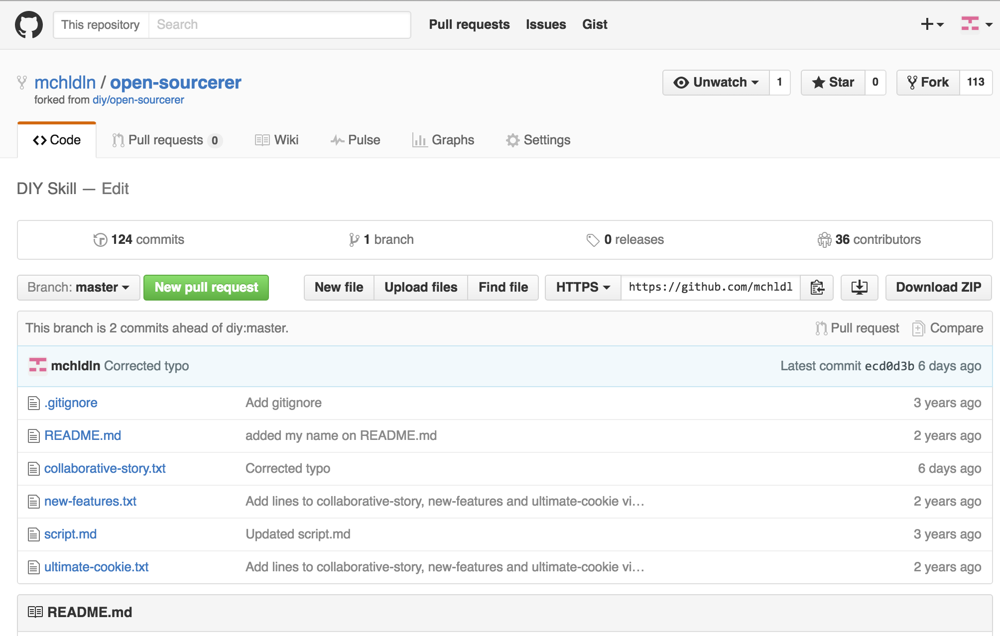 This repository Search Pull requests Issues Gist
mchldln / open-sourcerer Unwatch 1 Star 0 Fork 113
forked from diy/open-sourcerer
Code Pull requests 0 Wiki Pulse Graphs Settings
DIY Skill — Edit
124 commits 1 branch 0 releases 36 contributors
Branch: master New pull request New file Upload files Find file HTTPS https://github.com/mchldl Download ZIP
This branch is 2 commits ahead of diy:master. Pull request Compare
mchldln Corrected typo Latest commit ecd0d3b 6 days ago
.gitignore Add gitignore 3 years ago
README.md added my name on README.md 2 years ago
collaborative-story.txt Corrected typo 6 days ago
new-features.txt Add lines to collaborative-story, new-features and ultimate-cookie vi… 2 years ago
script.md Updated script.md 3 years ago
ultimate-cookie.txt Add lines to collaborative-story, new-features and ultimate-cookie vi… 2 years ago
README.md